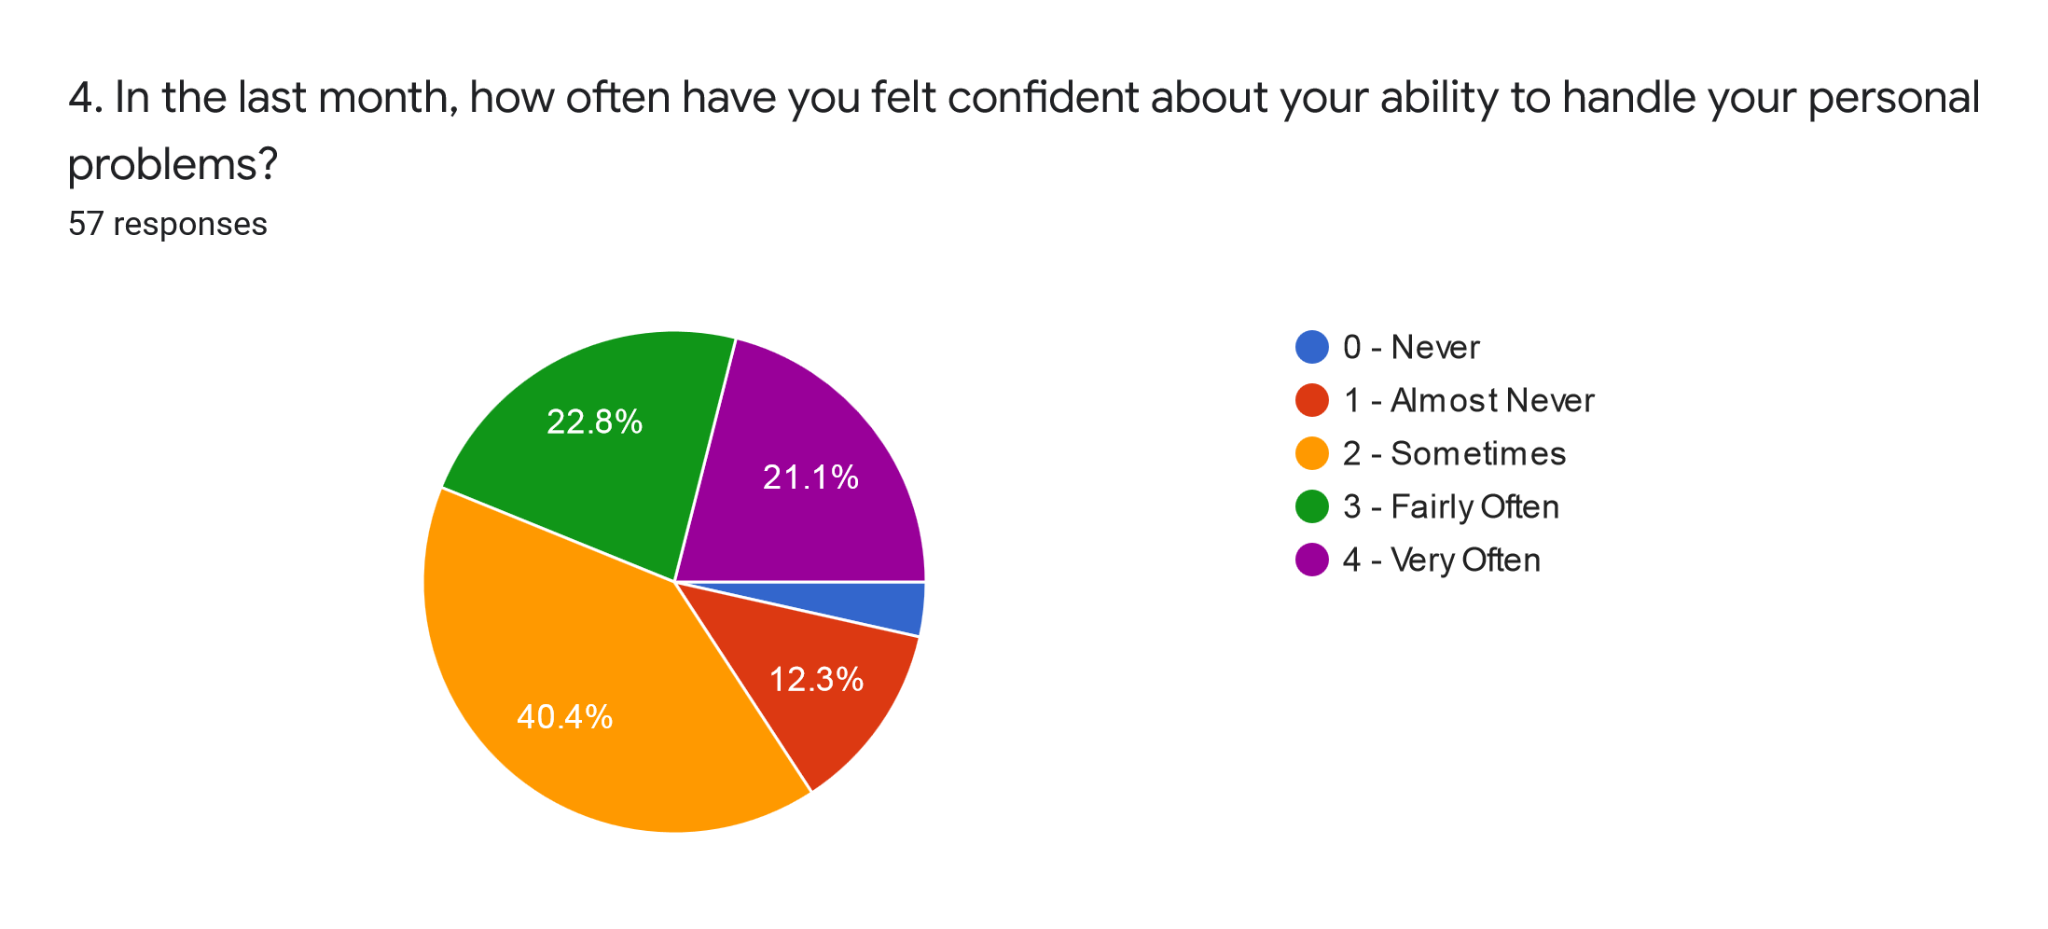 4. In the last month, how often have you felt confident about your ability to handle your personal
problems?
57 responses
22.8%
21.1%
12.3%
40.4%
0 - Never
1 - Almost Never
2 - Sometimes
3 - Fairly Often
4 - Very Often